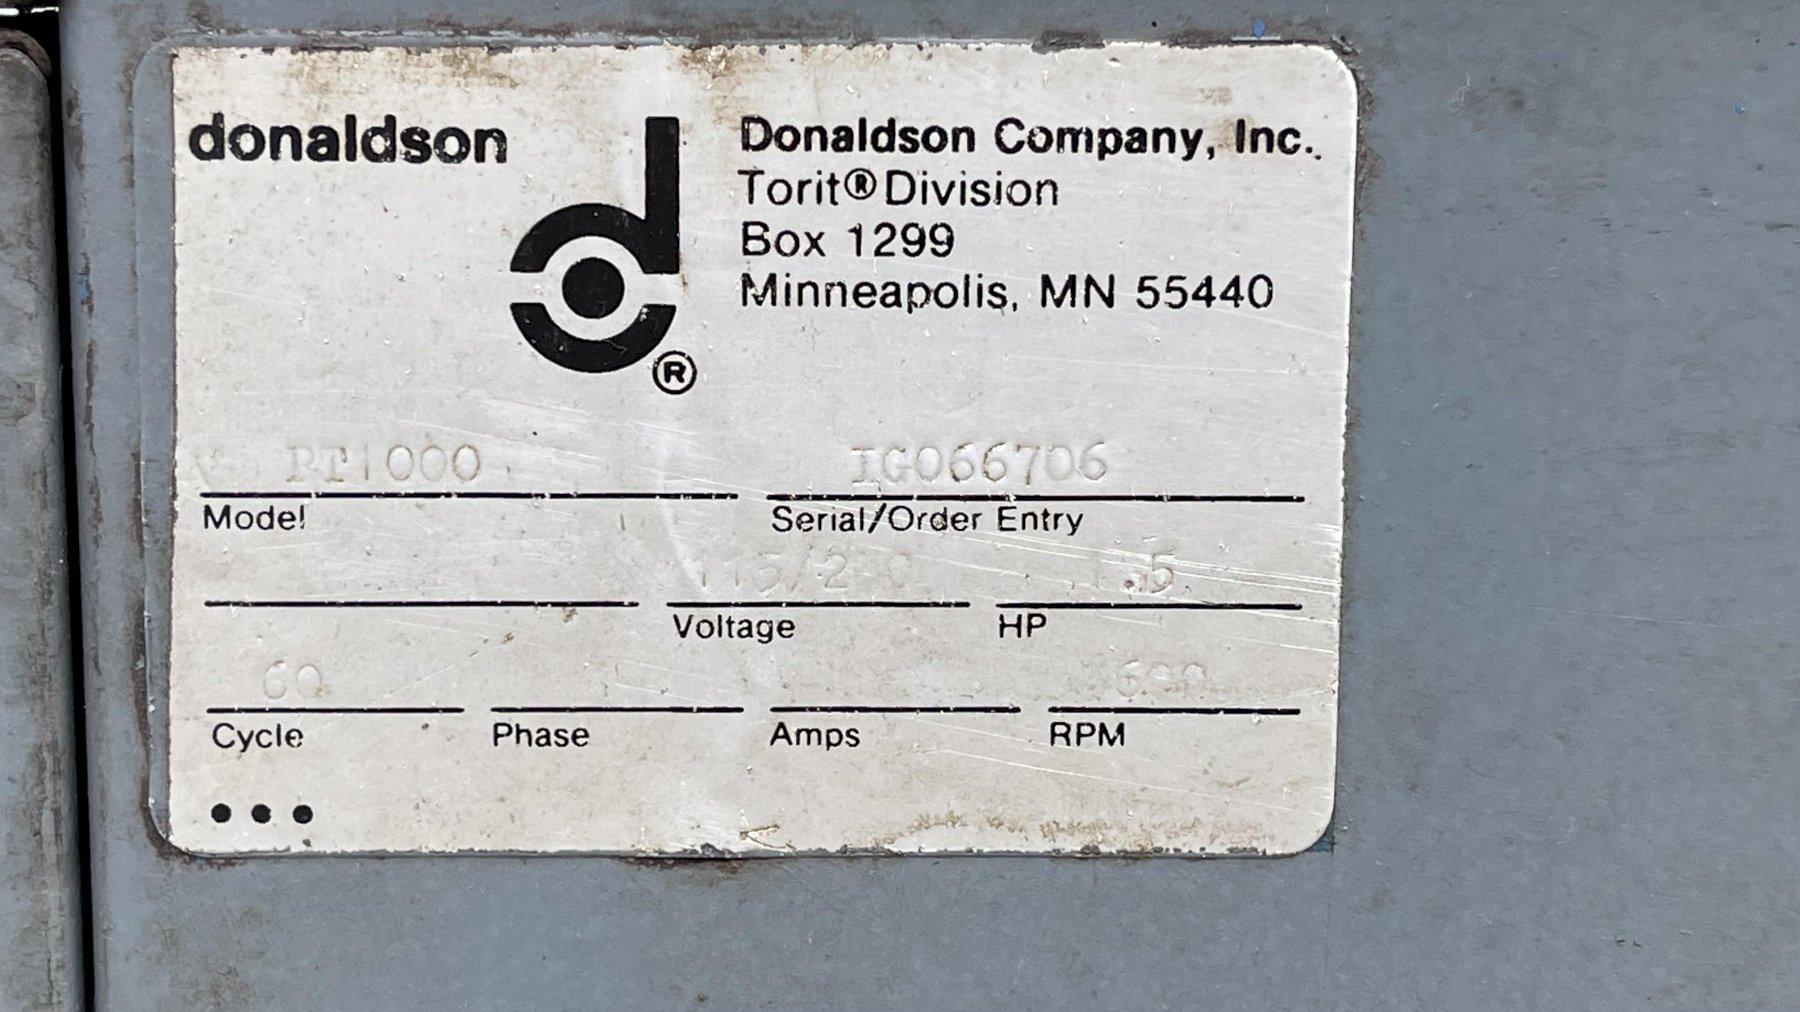 donaldson
Donaldson Company, Inc.
Torit® Division
Box 1299
Minneapolis, MN 55440
®
PT1000
IG066706
Model
Serial/Order Entry
.5
Voltage
HP
60
Cycle
Phase
Amps
RPM